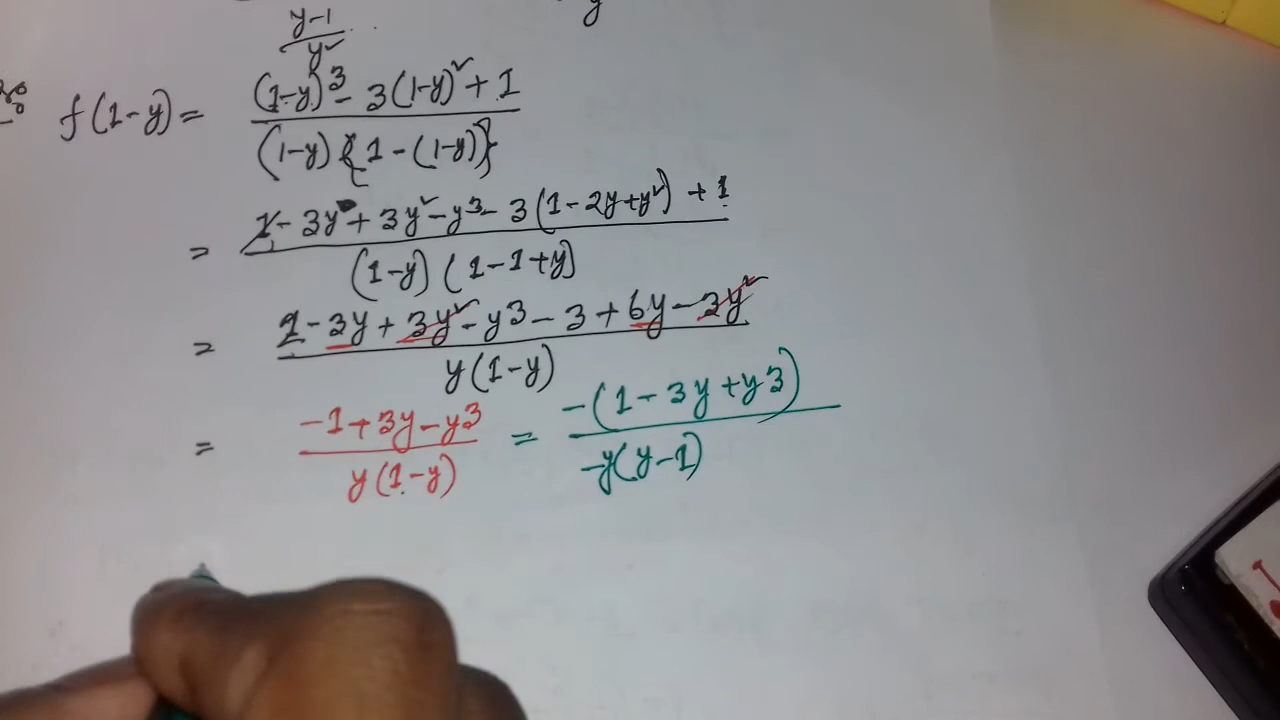 y-1 / y² y
f(1-y) = (1-y)³ - 3(1-y)² + 1 / (1-y) {1 - (1-y)}
= 1 - 3y + 3y² - y³ - 3(1 - 2y + y²) + 1 / (1-y) (1 - 1 + y)
= 2 - 3y + 3y² - y3 - 3 + 6y - 3y² / y(1-y)
= -1 + 3y - y3 / y(1-y) = -(1 - 3y + y3) / -y(y-1)